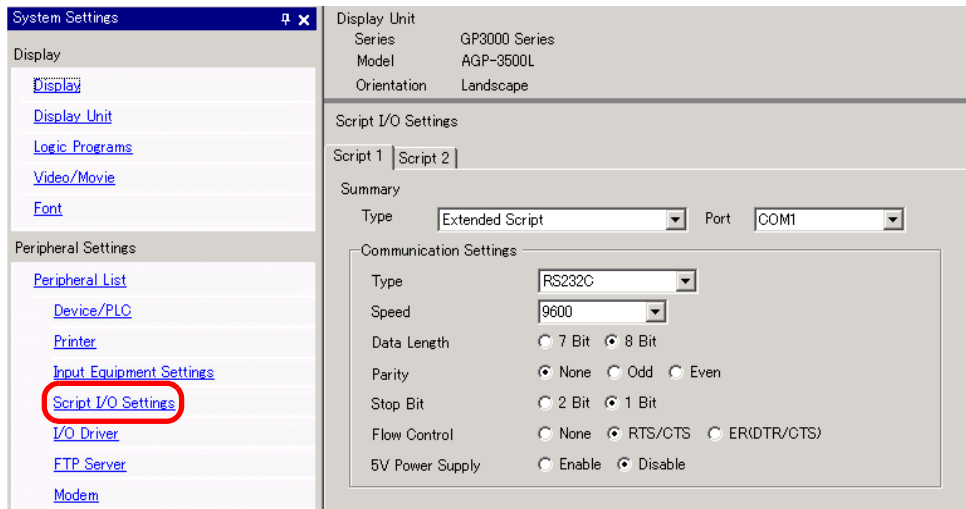 System Settings
Display
Display
Display Unit
Logic Programs
Video/Movie
Font
Peripheral Settings
Peripheral List
Device/PLC
Printer
Input Equipment Settings
Script I/O Settings
I/O Driver
FTP Server
Modem
Display Unit
Series GP3000 Series
Model AGP-3500L
Orientation Landscape
Script I/O Settings
Script 1 Script 2
Summary
Type Extended Script Port COM1
Communication Settings
Type RS232C
Speed 9600
Data Length 7 Bit 8 Bit
Parity None Odd Even
Stop Bit 2 Bit 1 Bit
Flow Control None RTS/CTS ER(DTR/CTS)
5V Power Supply Enable Disable